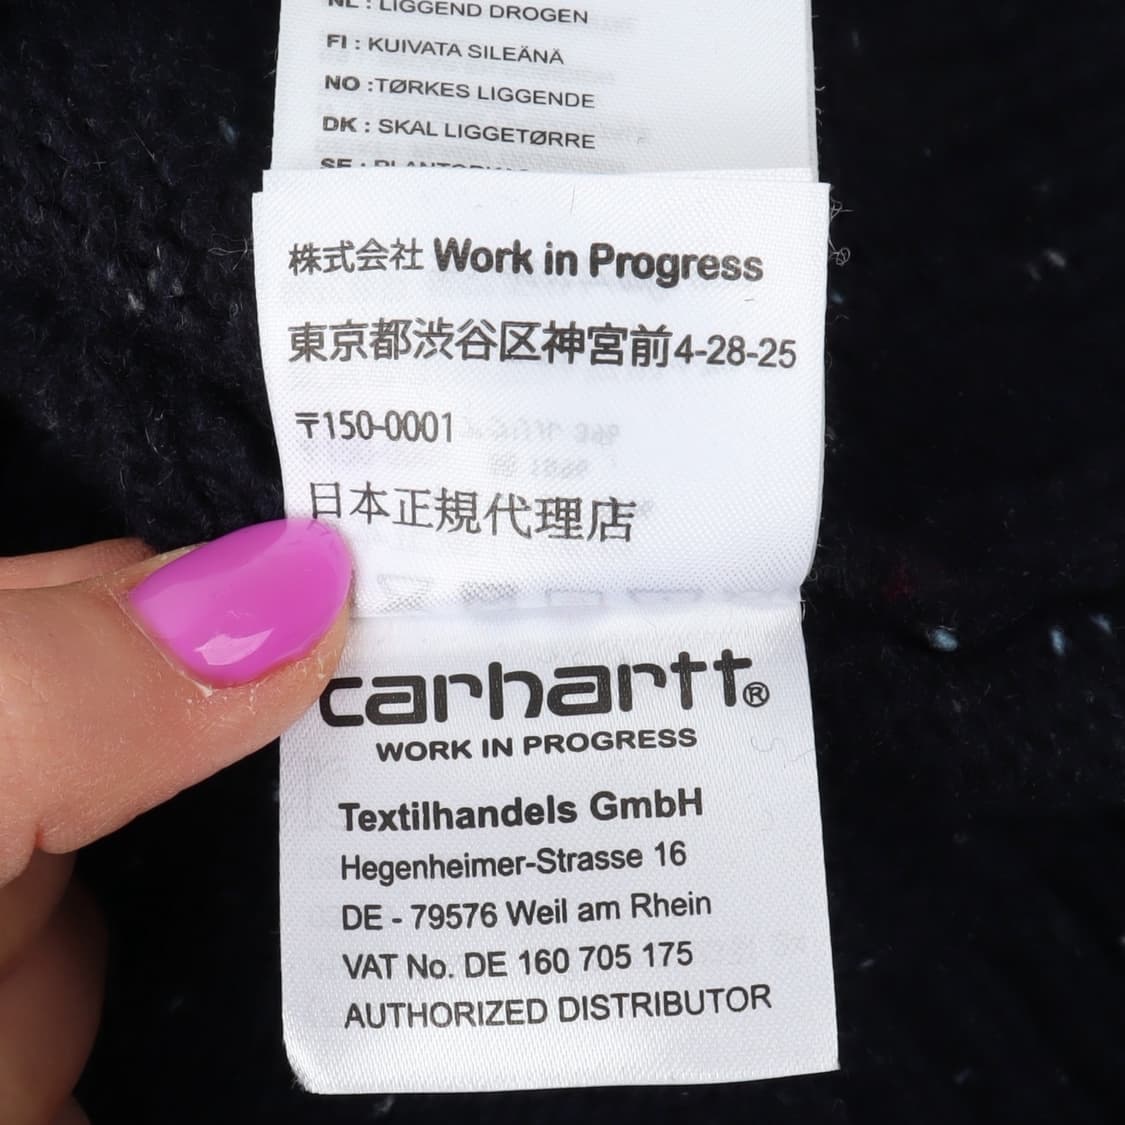 NL : LIGGEND DROGEN
FI : KUIVATA SILEÄNÄ
NO :TØRKES LIGGENDE
DK : SKAL LIGGETØRRE
SE :
株式会社 Work in Progress
東京都渋谷区神宮前4-28-25
〒150-0001
日本正規代理店
carhartt®
WORK IN PROGRESS
Textilhandels GmbH
Hegenheimer-Strasse 16
DE - 79576 Weil am Rhein
VAT No. DE 160 705 175
AUTHORIZED DISTRIBUTOR